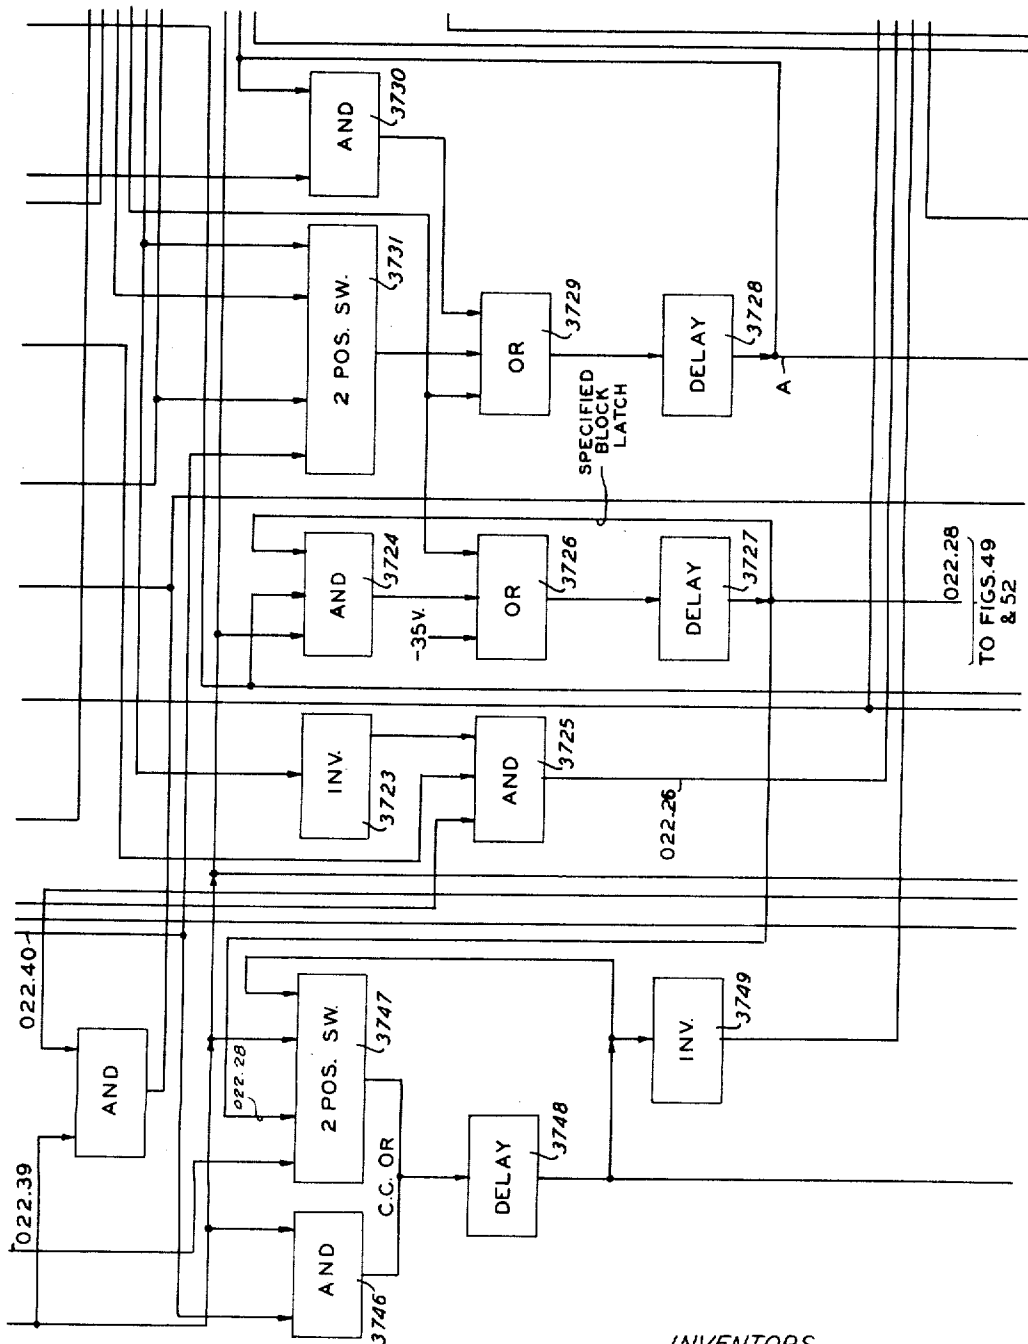 AND
3730
2 POS. SW.
3731
OR
3729
DELAY
3728
A
SPECIFIED
BLOCK
LATCH
AND
3724
-35V.
OR
3726
DELAY
3727
022.28
TO FIGS. 49
& 52
INV.
3723
AND
3725
022.26
022.40
AND
022.39
022.28
2 POS. SW.
3747
C.C. OR
AND
3746
DELAY
3748
INV.
3749
INVENTORS